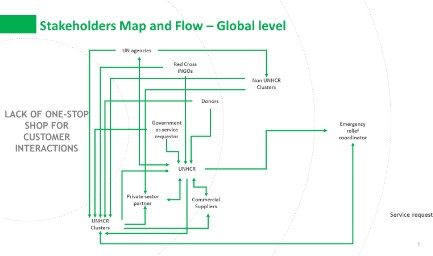 Stakeholders Map and Flow – Global level
UN agencies
Red Cross
INGOs
Non UNHCR
Clusters
Donors
LACK OF ONE-STOP
SHOP FOR
CUSTOMER
INTERACTIONS
Government
as service
requestor
Emergency
relief
coordinator
UNHCR
Private sector
partner
Commercial
Suppliers
UNHCR
Clusters
Service request
1